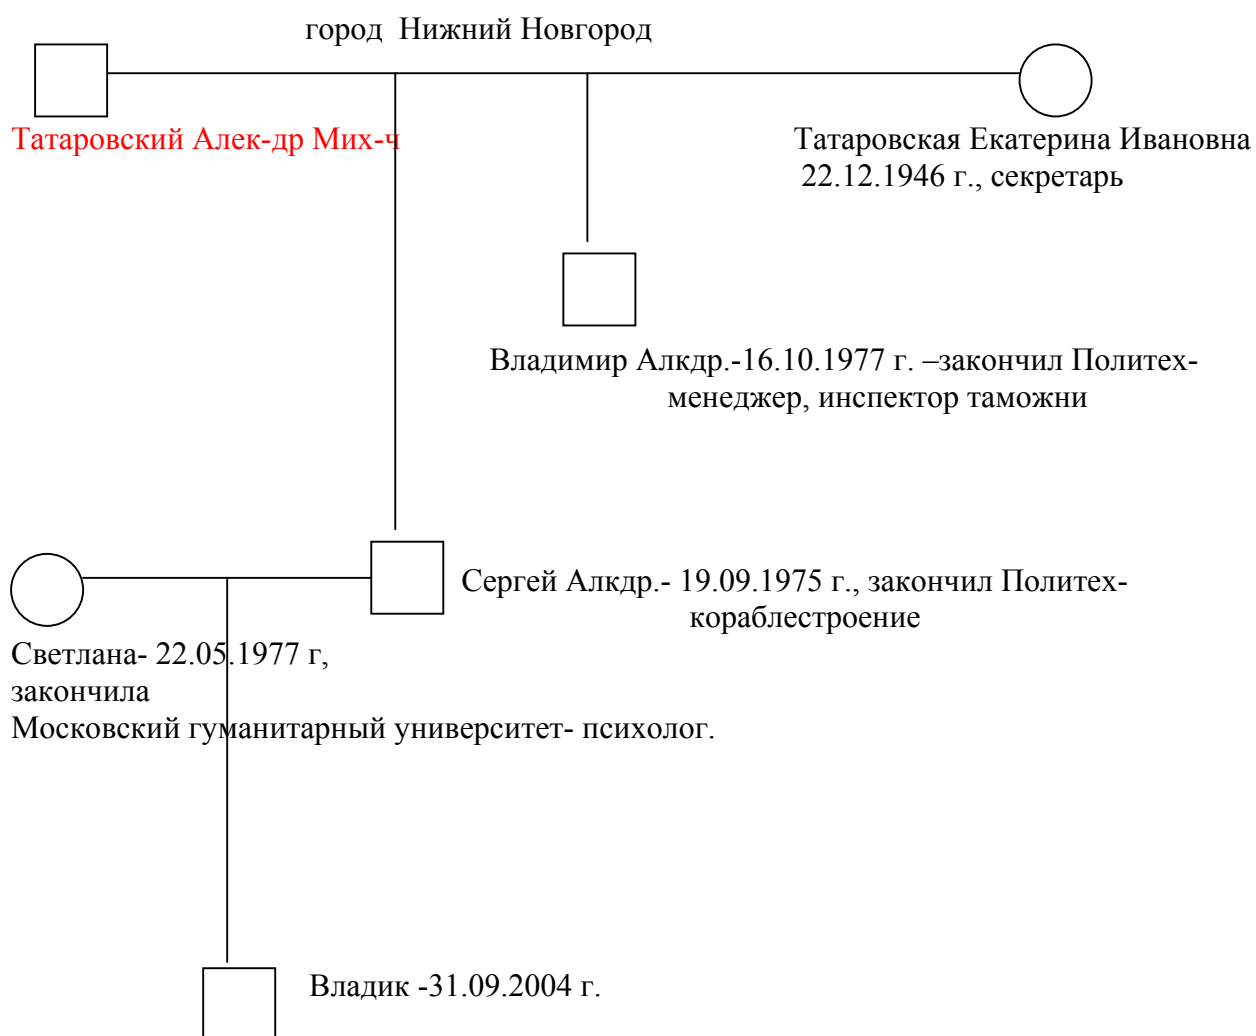 город  Нижний Новгород
Татаровский Алек-др Мих-ч
Татаровская Екатерина Ивановна
22.12.1946 г., секретарь
Владимир Алкдр.-16.10.1977 г. –закончил Политех-
менеджер, инспектор таможни
Сергей Алкдр.- 19.09.1975 г., закончил Политех-
кораблестроение
Светлана- 22.05.1977 г,
закончила
Московский гуманитарный университет- психолог.
Владик -31.09.2004 г.